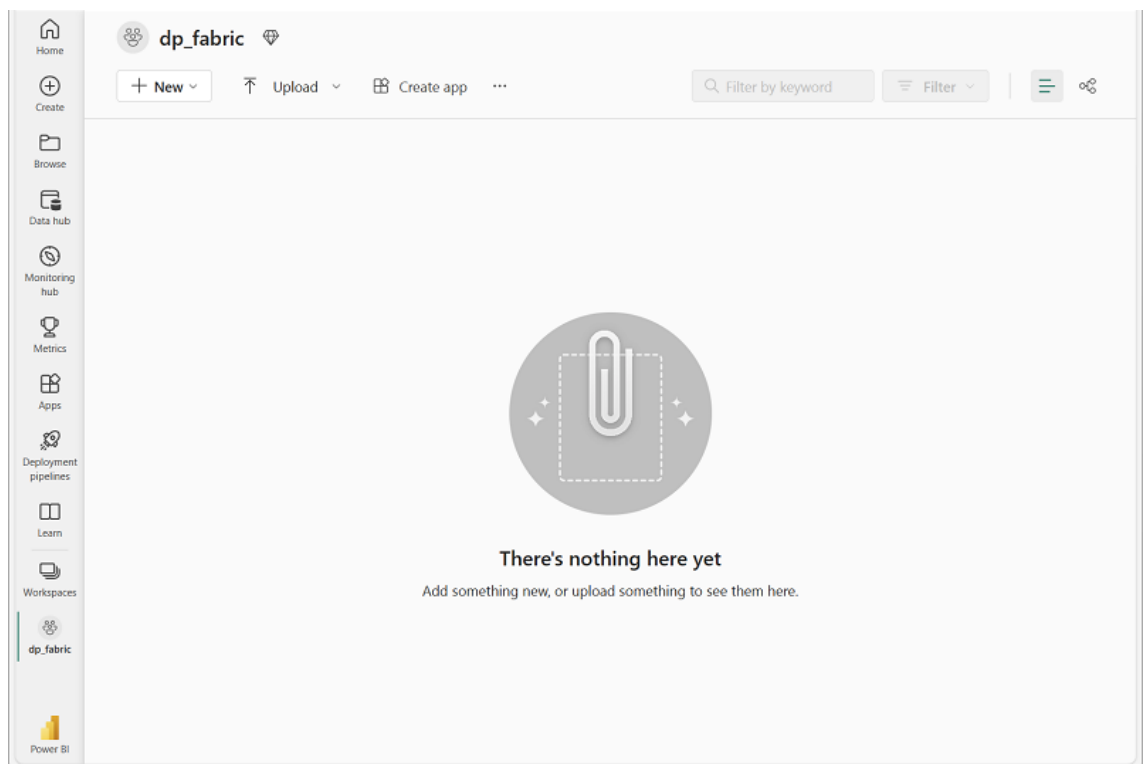 Home
Create
Browse
Data hub
Monitoring
hub
Metrics
Apps
Deployment
pipelines
Learn
Workspaces
dp_fabric
Power BI
dp_fabric
New
Upload
Create app
...
Filter by keyword
Filter
There's nothing here yet
Add something new, or upload something to see them here.